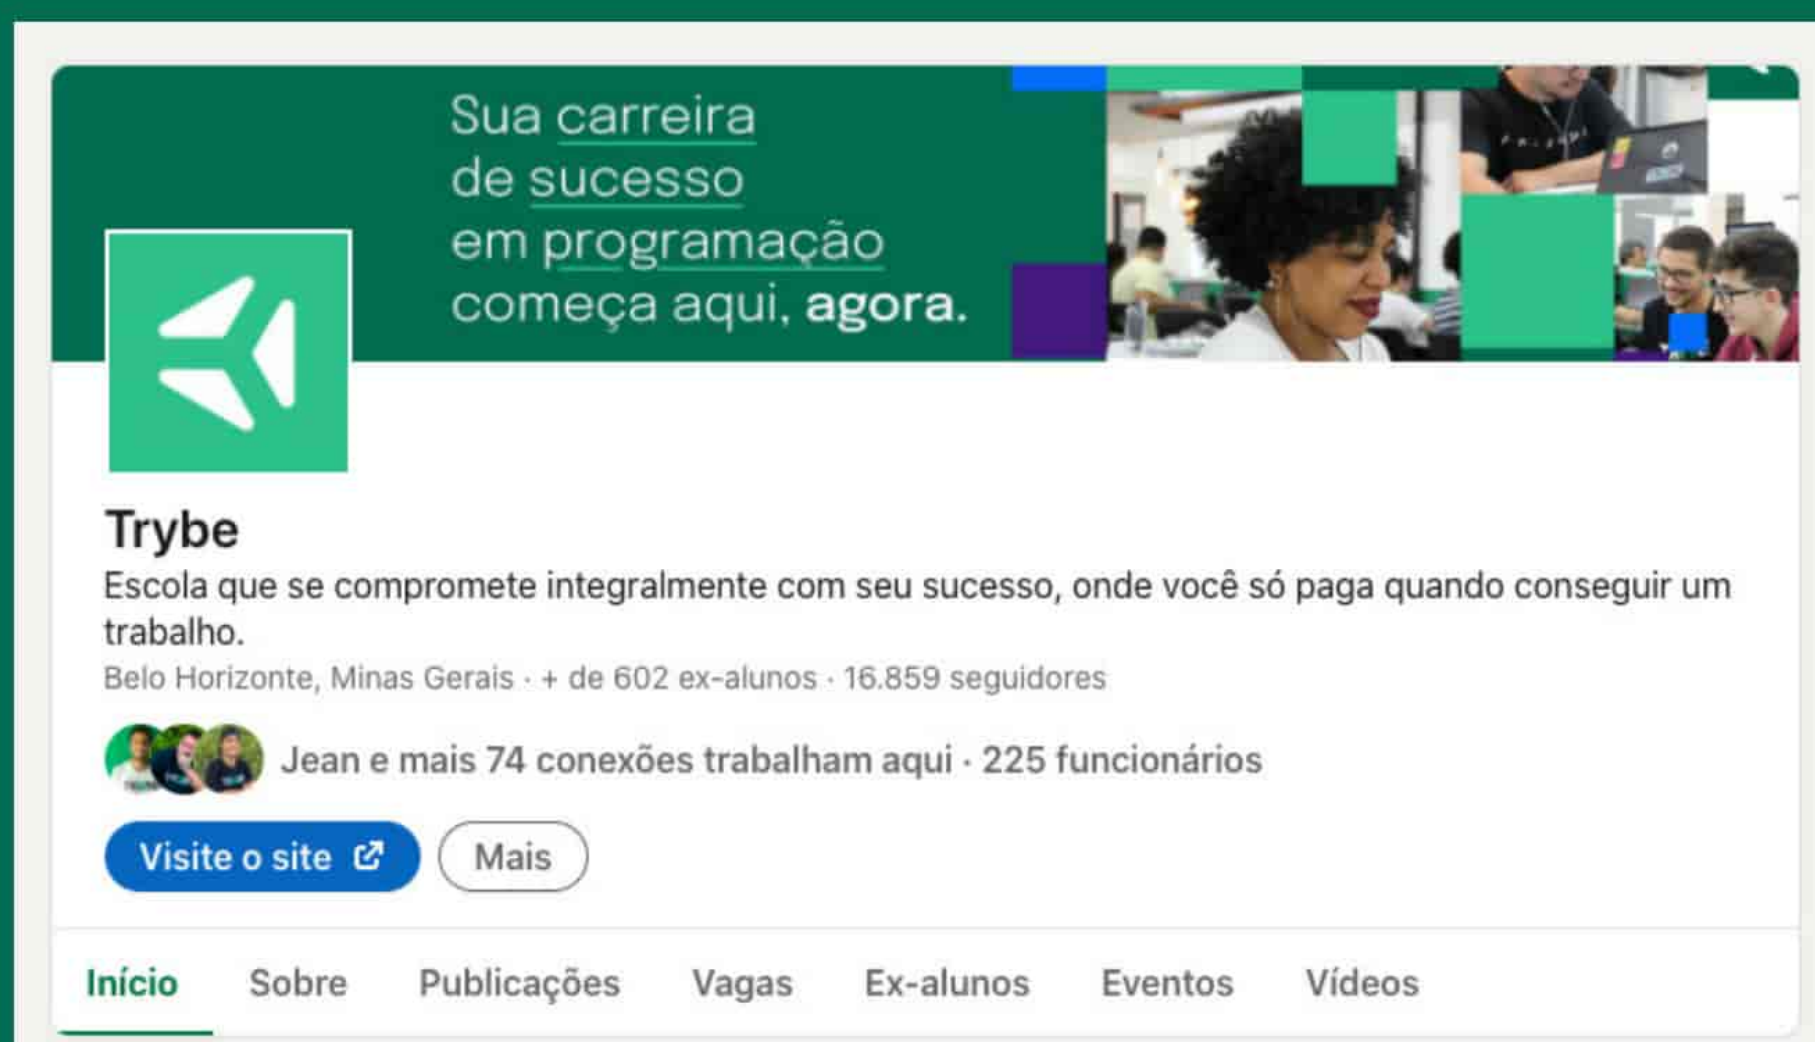 Sua carreira
de sucesso
em programação
começa aqui, agora.
Trybe
Escola que se compromete integralmente com seu sucesso, onde você só paga quando conseguir um
trabalho.
Belo Horizonte, Minas Gerais · + de 602 ex-alunos · 16.859 seguidores
Jean e mais 74 conexões trabalham aqui · 225 funcionários
Visite o site
Mais
Início Sobre Publicações Vagas Ex-alunos Eventos Vídeos